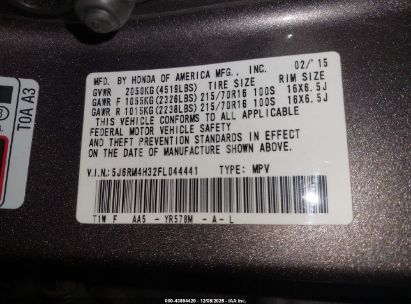 MFD. BY HONDA OF AMERICA MFG., INC. 02/'15
GVWR 2050KG(4519LBS) TIRE SIZE RIM SIZE
GAWR F 1055KG(2326LBS) 215/70R16 100S 16X6.5J
GAWR R 1015KG(2238LBS) 215/70R16 100S 16X6.5J
THIS VEHICLE CONFORMS TO ALL APPLICABLE
FEDERAL MOTOR VEHICLE SAFETY
AND THEFT PREVENTION STANDARDS IN EFFECT
ON THE DATE OF MANUFACTURE SHOWN ABOVE.
V.I.N.:5J6RM4H32FL044441 TYPE: MPV
T1W F AA5- YR578M -A-L
TOA A3
000-43894420 - 12/08/2025 - IAA Inc.